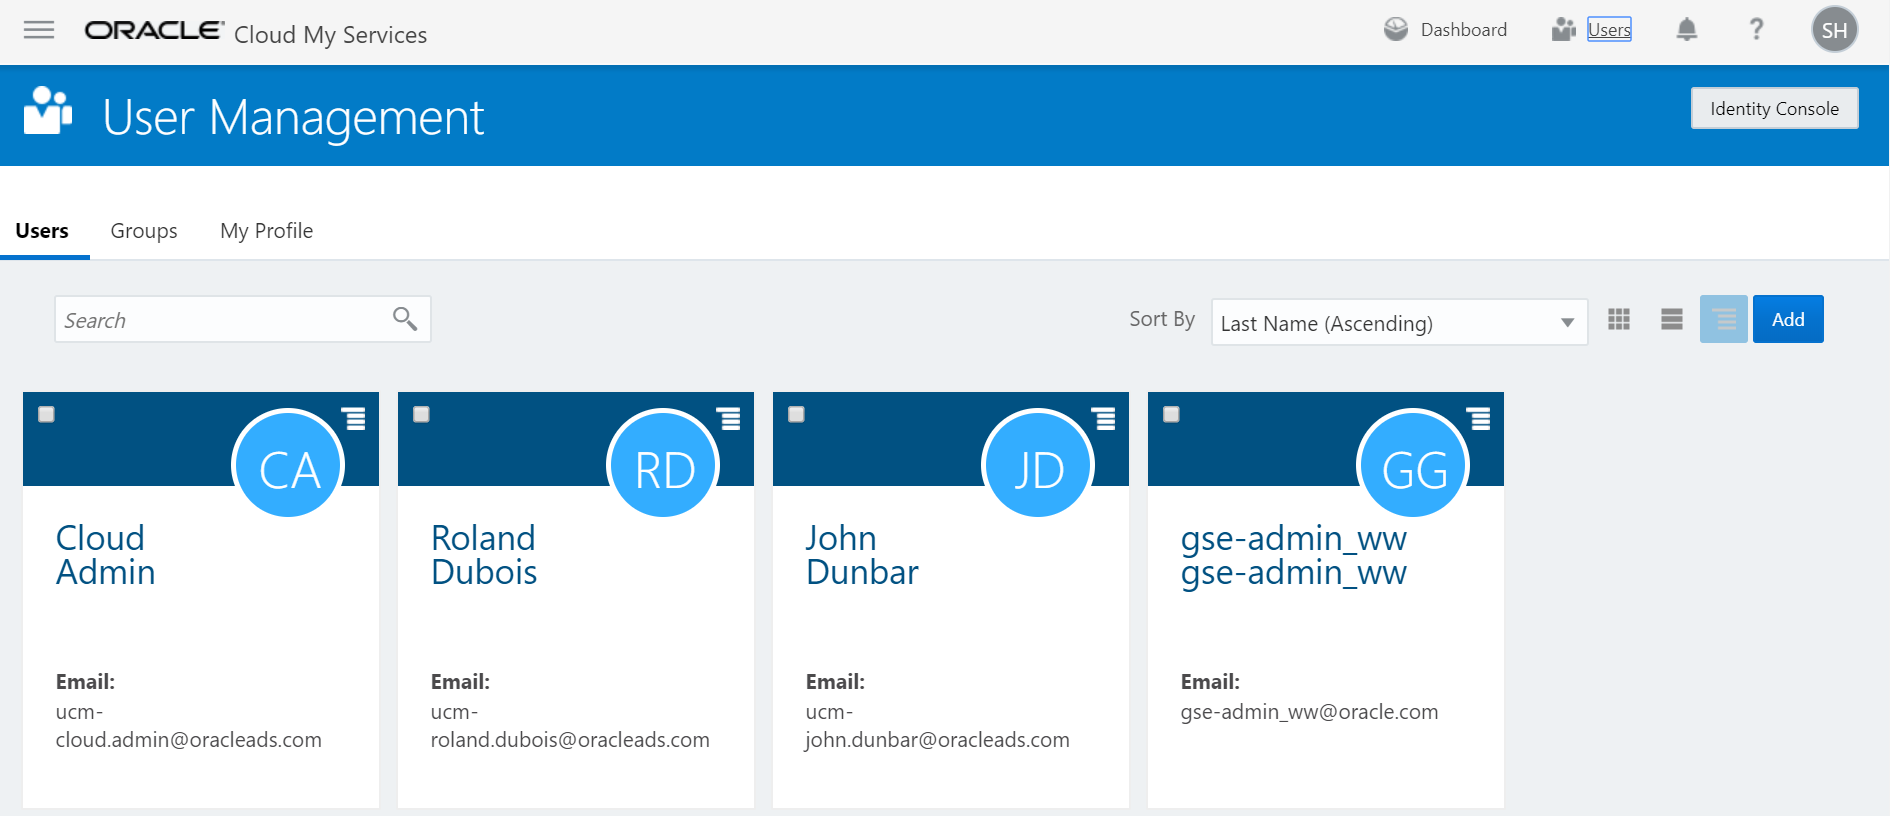 ORACLE Cloud My Services
Dashboard
Users
?
SH
User Management
Identity Console
Users
Groups
My Profile
Search
Sort By
Last Name (Ascending)
Add
CA
Cloud
Admin
Email:
ucm-
cloud.admin@oracleads.com
RD
Roland
Dubois
Email:
ucm-
roland.dubois@oracleads.com
JD
John
Dunbar
Email:
ucm-
john.dunbar@oracleads.com
GG
gse-admin_ww
gse-admin_ww
Email:
gse-admin_ww@oracle.com